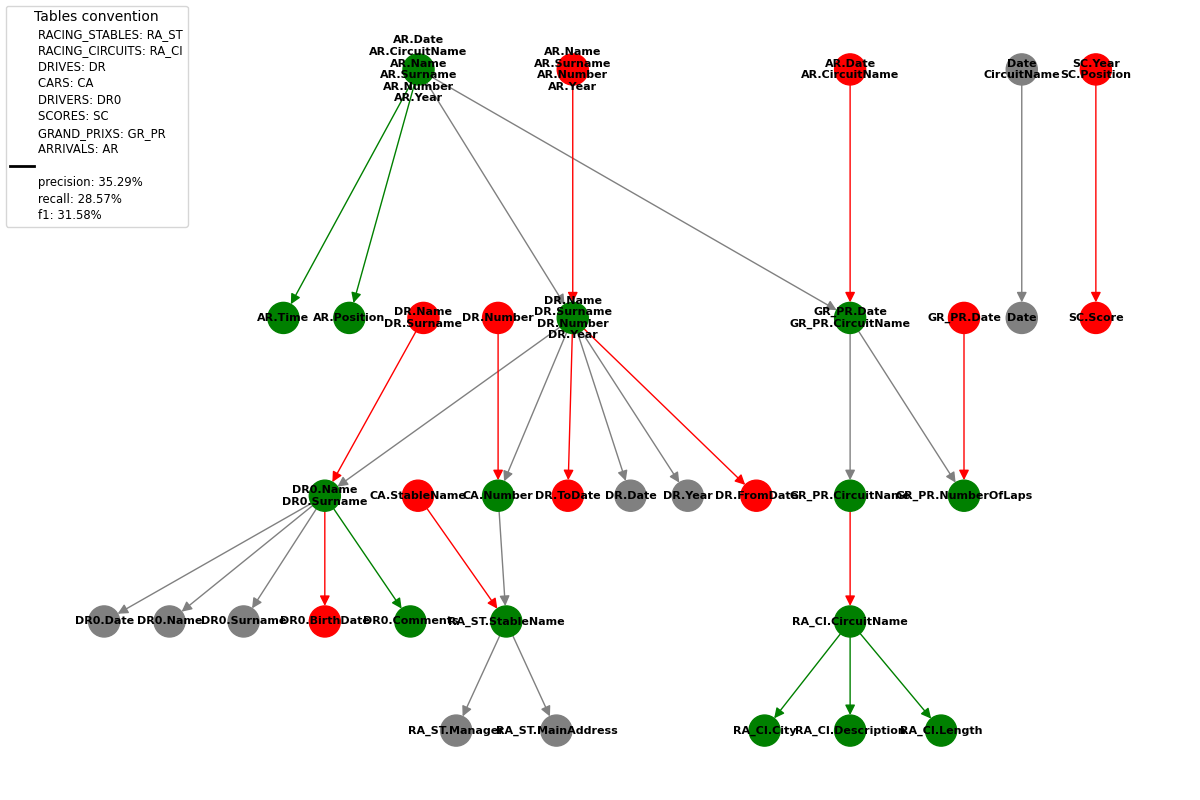 Tables convention
RACING_STABLES: RA_ST
RACING_CIRCUITS: RA_CI
DRIVES: DR
CARS: CA
DRIVERS: DR0
SCORES: SC
GRAND_PRIXS: GR_PR
ARRIVALS: AR
precision: 35.29%
recall: 28.57%
f1: 31.58%
AR.Date
AR.CircuitName
AR.Name
AR.Surname
AR.Number
AR.Year
AR.Name
AR.Surname
AR.Number
AR.Year
AR.Date
AR.CircuitName
Date
CircuitName
SC.Year
SC.Position
AR.Time
AR.Position
DR.Name
DR.Surname
DR.Number
DR.Name
DR.Surname
DR.Number
DR.Year
GR_PR.Date
GR_PR.CircuitName
GR_PR.Date
Date
SC.Score
DR0.Name
DR0.Surname
CA.StableName
CA.Number
DR.ToDate
DR.Date
DR.Year
DR.FromDate
GR_PR.CircuitName
GR_PR.NumberOfLaps
DR0.Date
DR0.Name
DR0.Surname
DR0.BirthDate
DR0.Comments
RA_ST.StableName
RA_CI.CircuitName
RA_ST.Manager
RA_ST.MainAddress
RA_CI.City
RA_CI.Description
RA_CI.Length